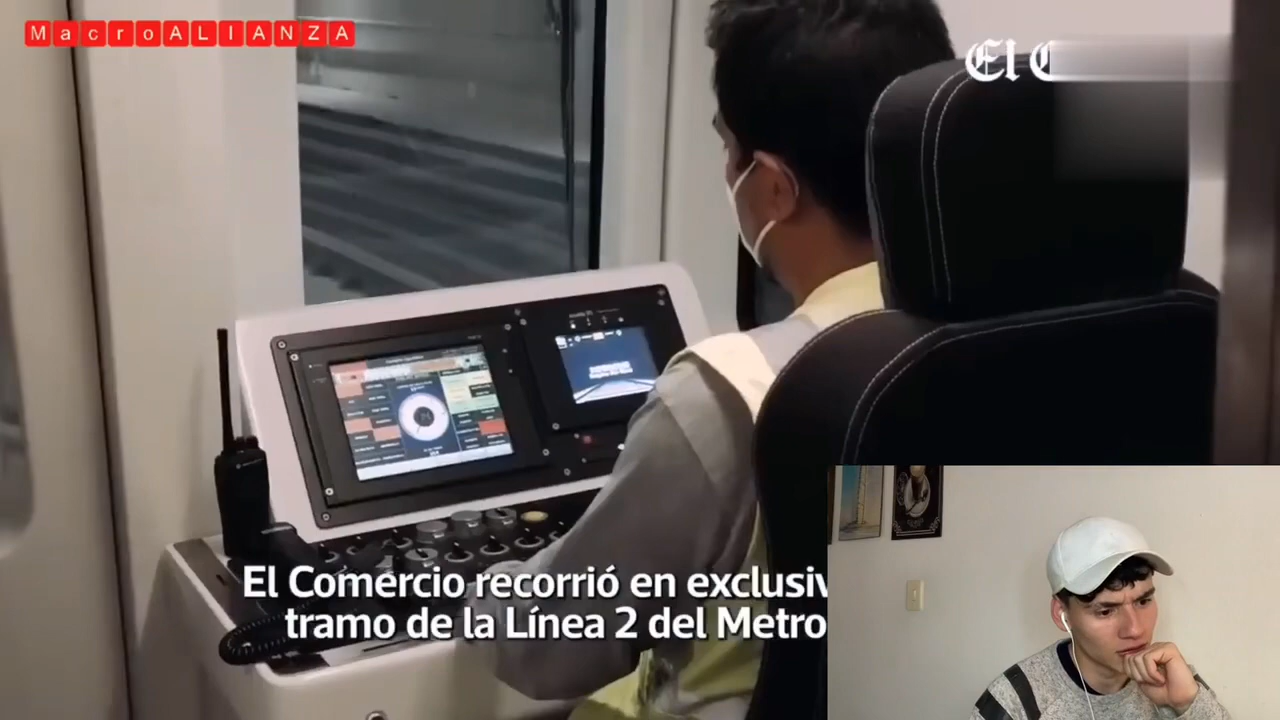 MacroALIANZA
El C
El Comercio recorrió en exclusiv
tramo de la Línea 2 del Metro